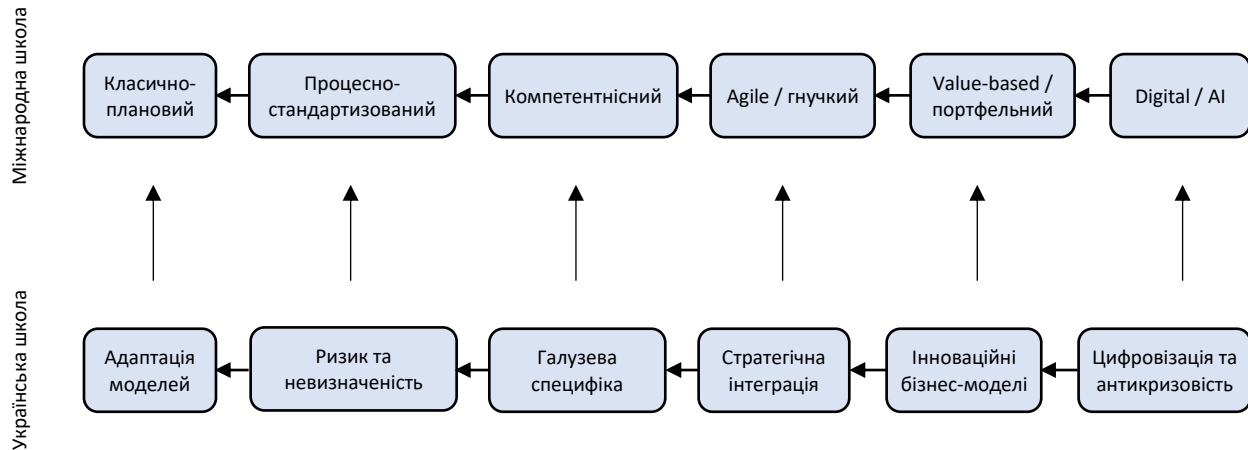 Міжнародна школа
Класично-
плановий
Процесно-
стандартизований
Компетентнісний
Agile / гнучкий
Value-based /
портфельний
Digital / AI
Українська школа
Адаптація
моделей
Ризик та
невизначеність
Галузева
специфіка
Стратегічна
інтеграція
Інноваційні
бізнес-моделі
Цифровізація та
антикризовість